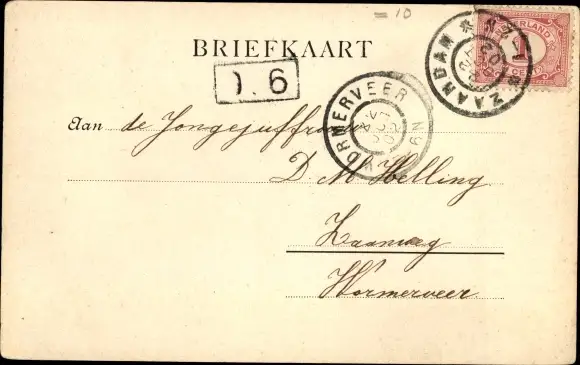 = 10
BRIEFKAART
ZAANDAM
NEDERLAND
1
). 6
WORMERVEER
Aan de Jongejuffrouw
D. M. Helling
Zaanweg
Wormerveer